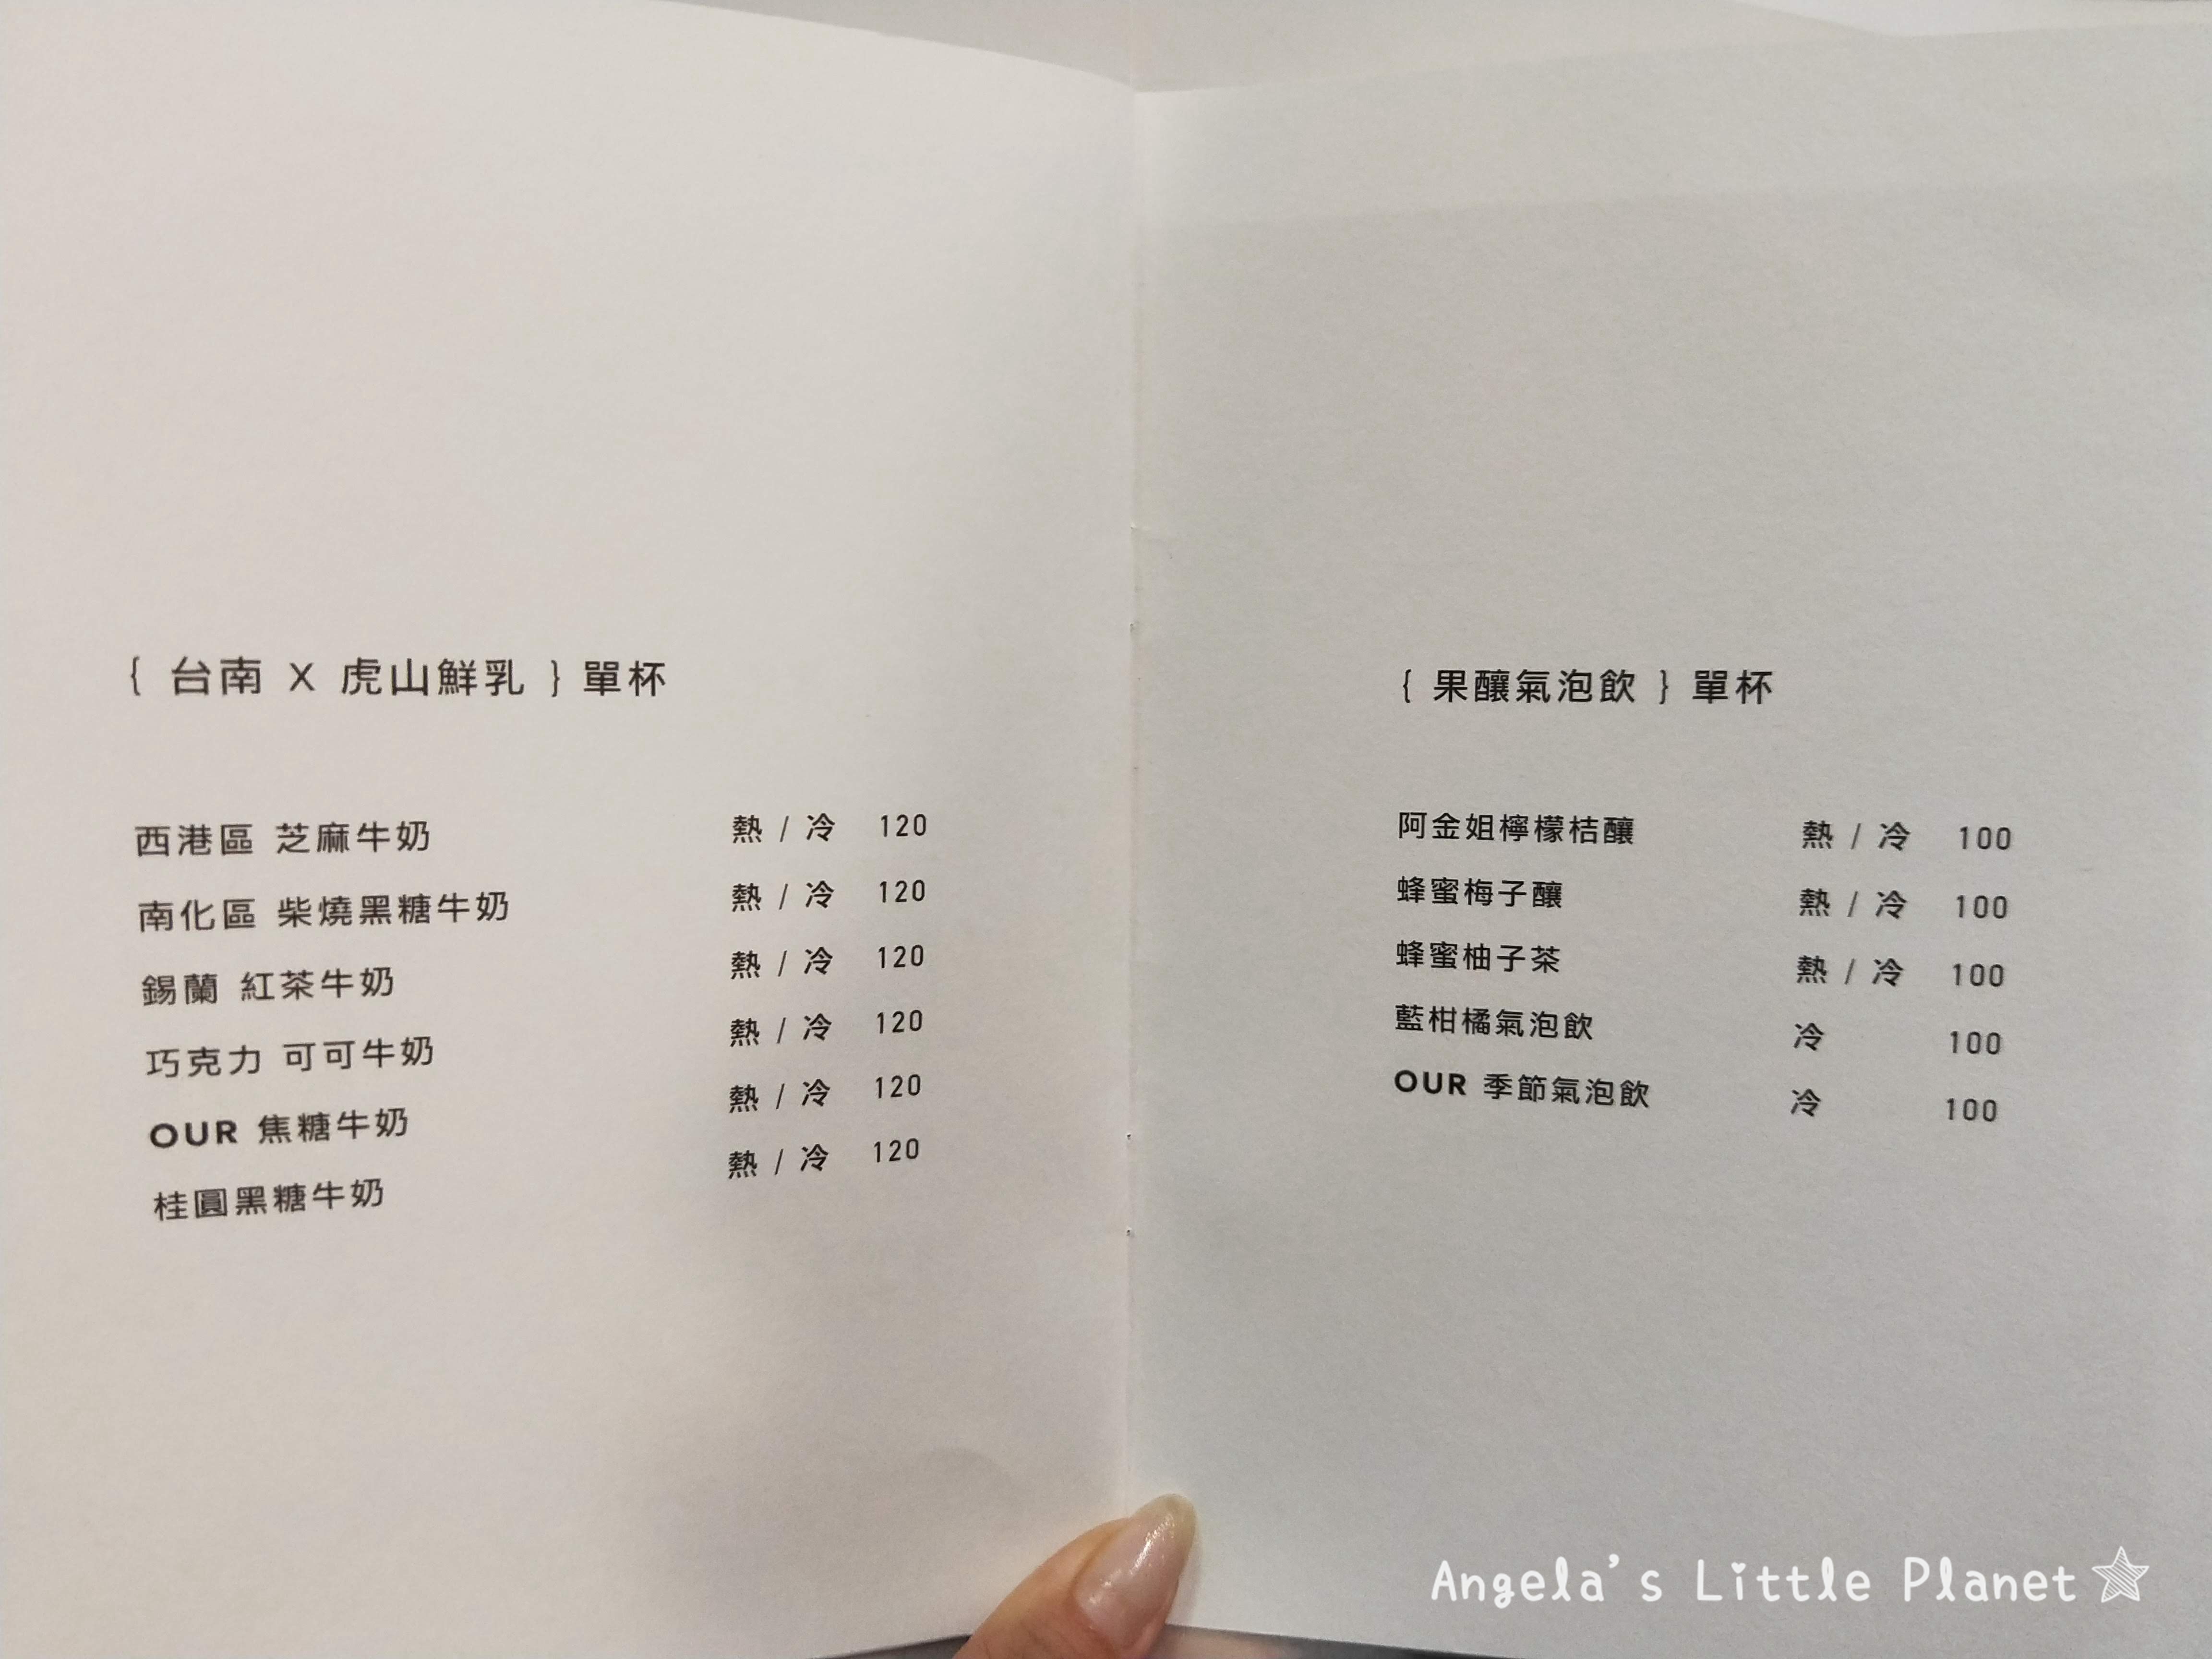 { 台南 X 虎山鮮乳 } 單杯
西港區 芝麻牛奶 熱 / 冷 120
南化區 柴燒黑糖牛奶 熱 / 冷 120
錫蘭 紅茶牛奶 熱 / 冷 120
巧克力 可可牛奶 熱 / 冷 120
OUR 焦糖牛奶 熱 / 冷 120
桂圓黑糖牛奶 熱 / 冷 120
{ 果釀氣泡飲 } 單杯
阿金姐檸檬桔釀 熱 / 冷 100
蜂蜜梅子釀 熱 / 冷 100
蜂蜜柚子茶 熱 / 冷 100
藍柑橘氣泡飲 冷 100
OUR 季節氣泡飲 冷 100
Angela's Little Planet